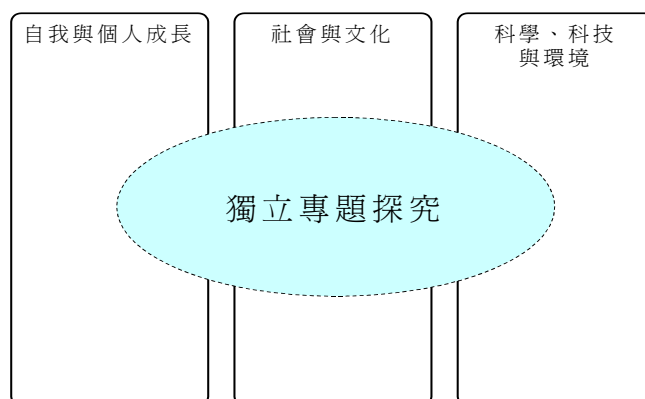 自我與個人成長
社會與文化
科學、科技
與環境
獨立專題探究